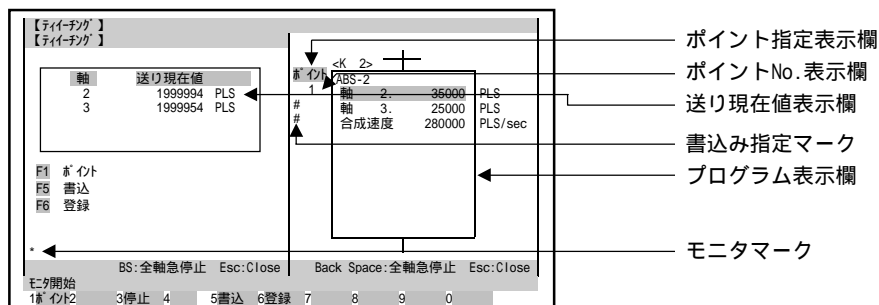 【ティーチング】
【ティーチング】
軸 送り現在値
2 1999994 PLS
3 1999954 PLS
F1 ポイント
F5 書込
F6 登録
*
BS:全軸急停止 Esc:Close
ポイント
1
#
#
<K 2>
ABS-2
軸 2. 35000 PLS
軸 3. 25000 PLS
合成速度 280000 PLS/sec
Back Space:全軸急停止 Esc:Close
モニタ開始
1ポイント2 3停止 4 5書込 6登録 7 8 9 0
ポイント指定表示欄
ポイントNo.表示欄
送り現在値表示欄
書込み指定マーク
プログラム表示欄
モニタマーク